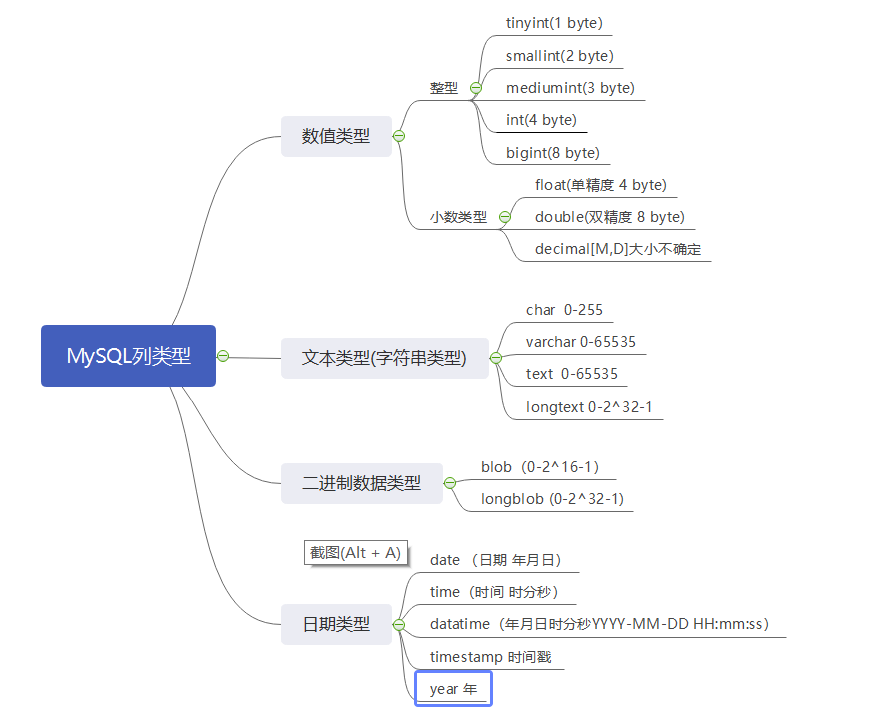 MySQL列类型
数值类型
整型
tinyint(1 byte)
smallint(2 byte)
mediumint(3 byte)
int(4 byte)
bigint(8 byte)
小数类型
float(单精度 4 byte)
double(双精度 8 byte)
decimal[M,D]大小不确定
文本类型(字符串类型)
char  0-255
varchar 0-65535
text  0-65535
longtext 0-2^32-1
二进制数据类型
blob（0-2^16-1）
longblob (0-2^32-1)
截图(Alt + A)
日期类型
date （日期 年月日）
time（时间 时分秒）
datatime（年月日时分秒YYYY-MM-DD HH:mm:ss）
timestamp 时间戳
year 年